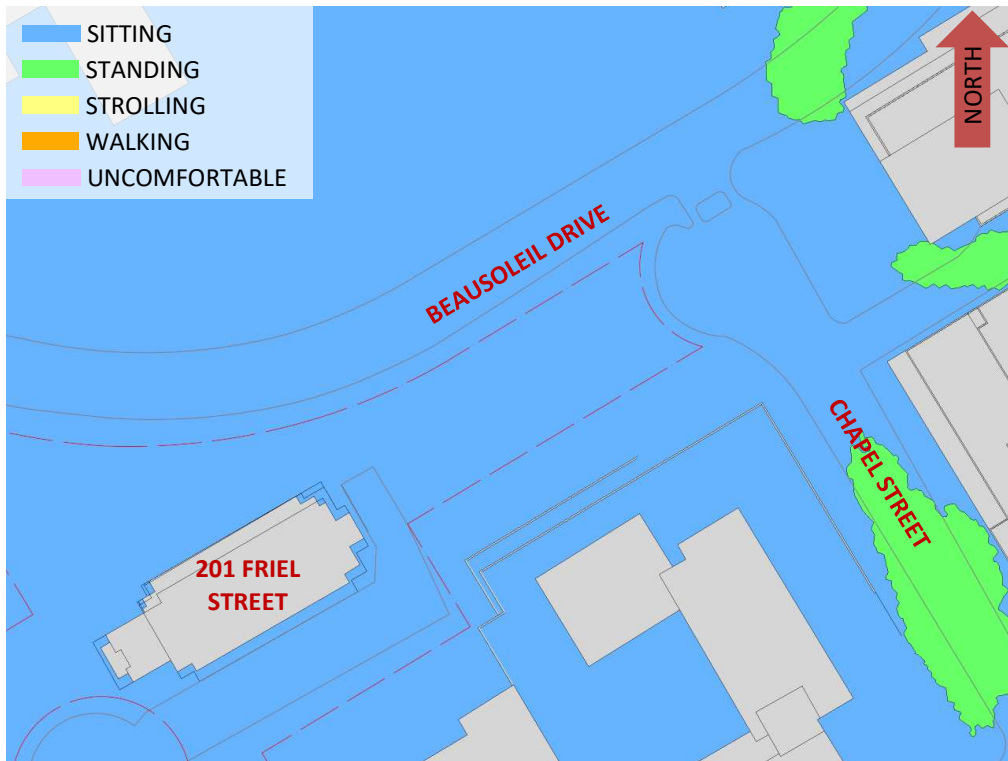 SITTING
STANDING
STROLLING
WALKING
UNCOMFORTABLE
NORTH
BEAUSOLEIL DRIVE
CHAPEL STREET
201 FRIEL
STREET